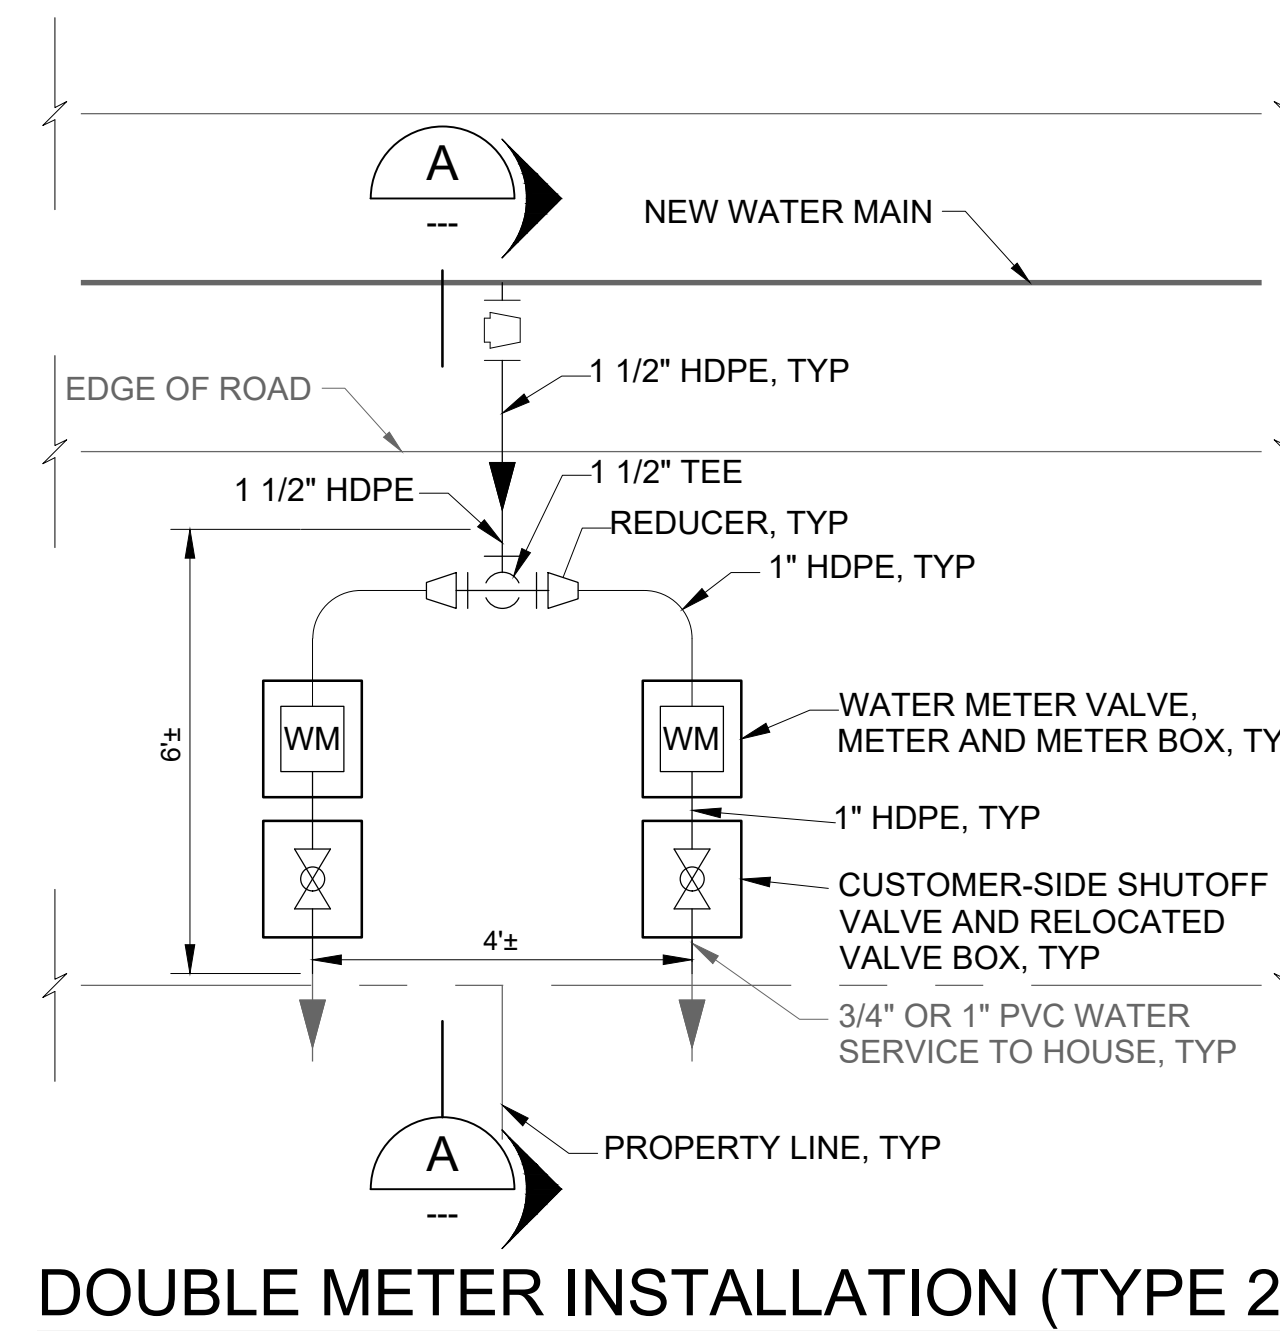 A
---
NEW WATER MAIN
1 1/2" HDPE, TYP
EDGE OF ROAD
1 1/2" TEE
1 1/2" HDPE
REDUCER, TYP
1" HDPE, TYP
6'±
WM
WM
WATER METER VALVE,
METER AND METER BOX, TY
1" HDPE, TYP
CUSTOMER-SIDE SHUTOFF
VALVE AND RELOCATED
VALVE BOX, TYP
4'±
3/4" OR 1" PVC WATER
SERVICE TO HOUSE, TYP
PROPERTY LINE, TYP
A
---
DOUBLE METER INSTALLATION (TYPE 2